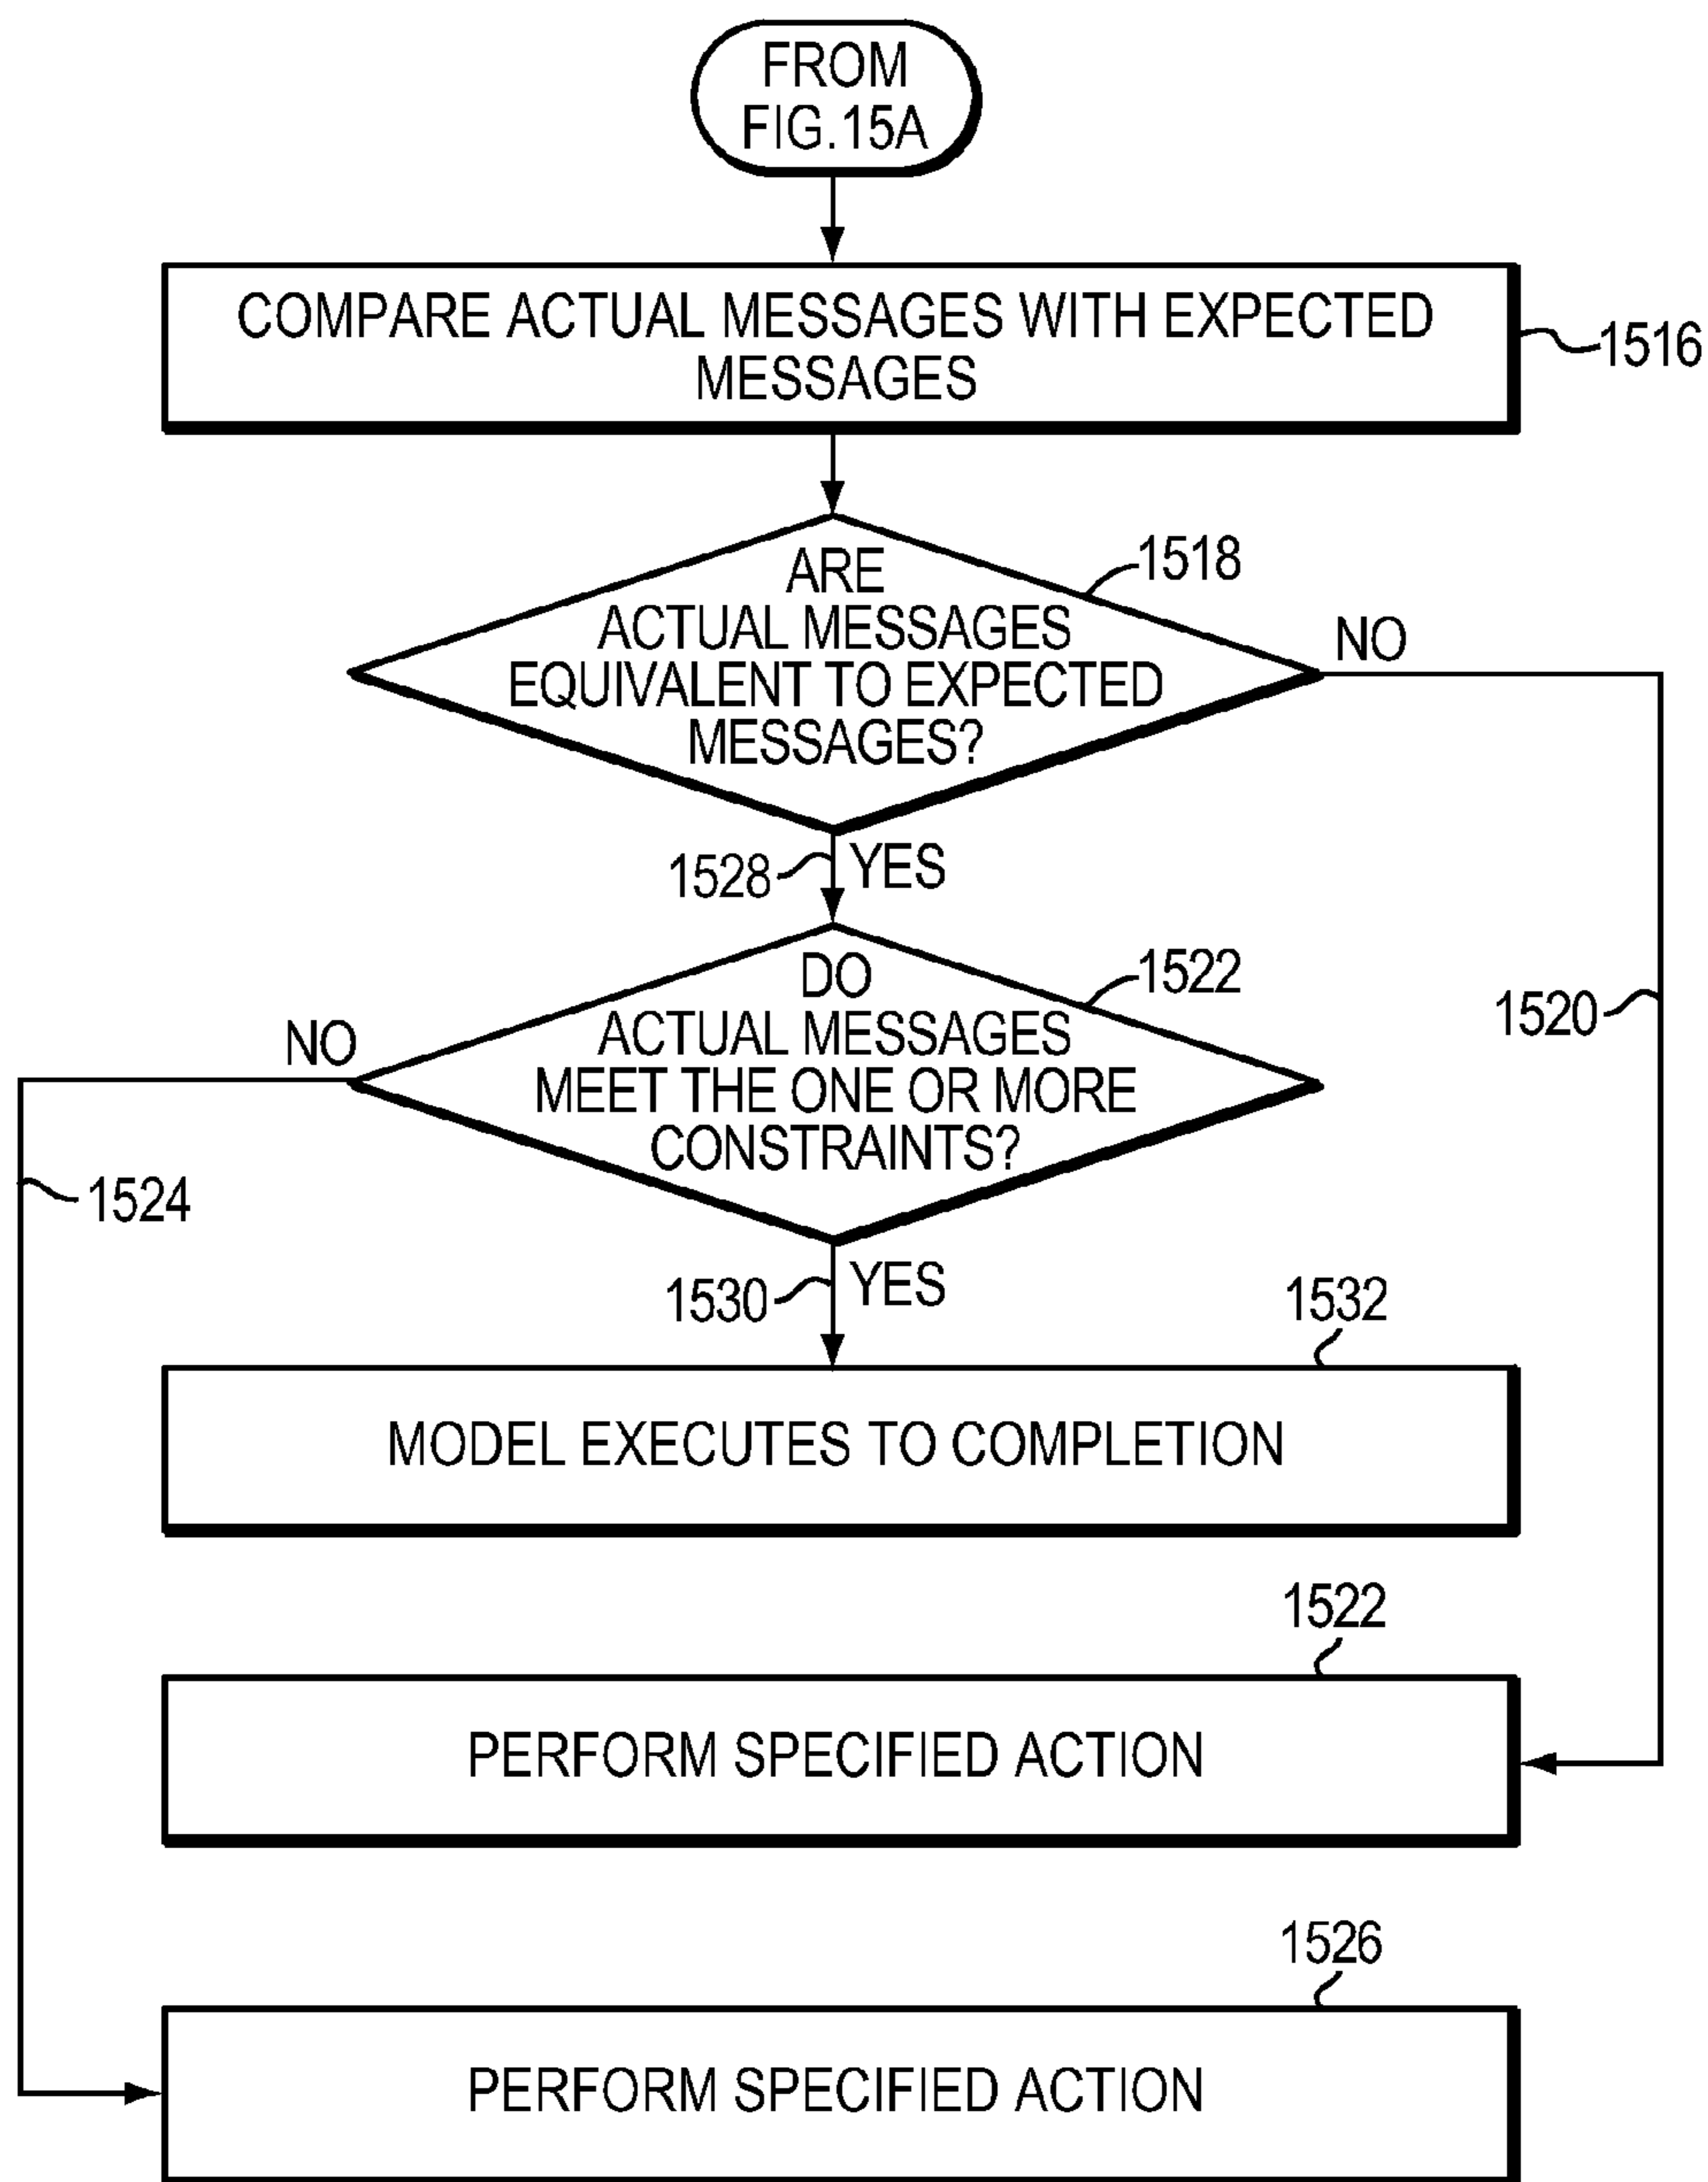 FROM
FIG.15A
COMPARE ACTUAL MESSAGES WITH EXPECTED
MESSAGES
1516
ARE
ACTUAL MESSAGES
EQUIVALENT TO EXPECTED
MESSAGES?
1518
NO
1528
YES
DO
ACTUAL MESSAGES
MEET THE ONE OR MORE
CONSTRAINTS?
1522
NO
1520
1524
1530
YES
1532
MODEL EXECUTES TO COMPLETION
1522
PERFORM SPECIFIED ACTION
1526
PERFORM SPECIFIED ACTION